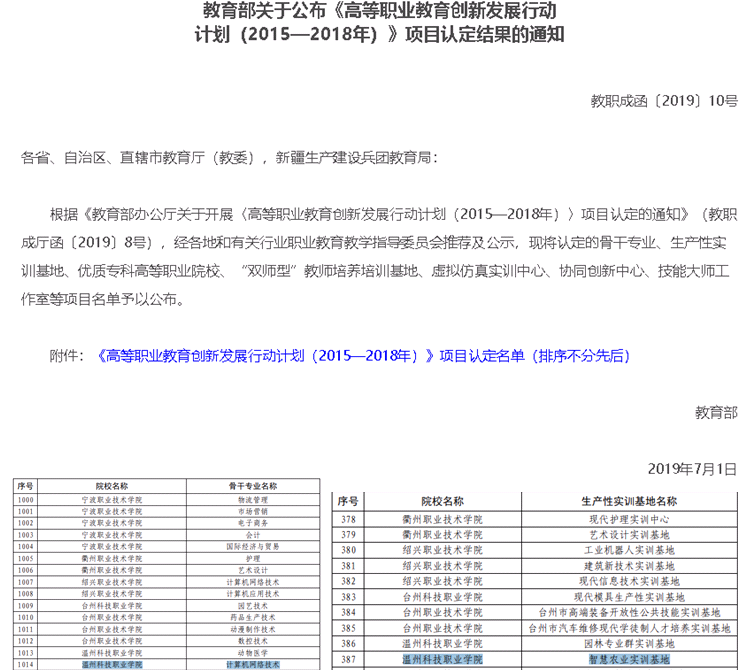 教育部关于公布《高等职业教育创新发展行动
计划（2015—2018年）》项目认定结果的通知
教职成函〔2019〕10号
各省、自治区、直辖市教育厅（教委），新疆生产建设兵团教育局：
根据《教育部办公厅关于开展〈高等职业教育创新发展行动计划（2015—2018年）〉项目认定的通知》（教职
成厅函〔2019〕8号），经各地和有关行业职业教育教学指导委员会推荐及公示，现将认定的骨干专业、生产性实
训基地、优质专科高等职业院校、“双师型”教师培养培训基地、虚拟仿真实训中心、协同创新中心、技能大师工
作室等项目名单予以公布。
附件：《高等职业教育创新发展行动计划（2015—2018年）》项目认定名单（排序不分先后）
教育部
2019年7月1日
序号 院校名称 骨干专业名称
1000 宁波职业技术学院 物流管理
1001 宁波职业技术学院 市场营销
1002 宁波职业技术学院 电子商务
1003 宁波职业技术学院 会计
1004 宁波职业技术学院 国际经济与贸易
1005 衢州职业技术学院 护理
1006 衢州职业技术学院 艺术设计
1007 绍兴职业技术学院 计算机网络技术
1008 绍兴职业技术学院 计算机应用技术
1009 台州科技职业学院 园艺技术
1010 台州职业技术学院 药品生产技术
1011 台州职业技术学院 动漫制作技术
1012 台州职业技术学院 数控技术
1013 温州科技职业学院 动物医学
1014 温州科技职业学院 计算机网络技术
序号 院校名称 生产性实训基地名称
378 衢州职业技术学院 现代护理实训中心
379 衢州职业技术学院 艺术设计实训基地
380 绍兴职业技术学院 工业机器人实训基地
381 绍兴职业技术学院 建筑新技术实训基地
382 绍兴职业技术学院 现代信息技术实训基地
383 台州科技职业学院 现代模具生产性实训基地
384 台州职业技术学院 台州市高端装备开放性公共技能实训基地
385 台州职业技术学院 台州市汽车维修现代学徒制人才培养实训基地
386 温州科技职业学院 园林专业群实训基地
387 温州科技职业学院 智慧农业实训基地